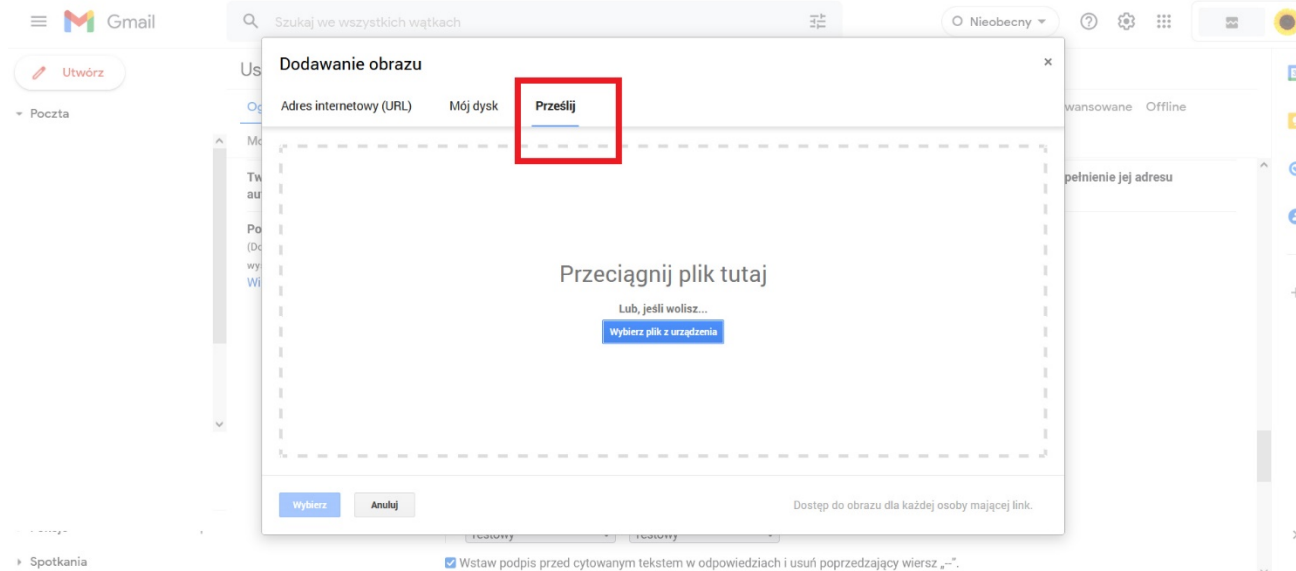 Gmail
Szukaj we wszystkich wątkach
Nieobecny
Utwórz
Poczta
Dodawanie obrazu
×
Adres internetowy (URL) Mój dysk Prześlij
Offline
pełnienie jej adresu
Przeciągnij plik tutaj
Lub, jeśli wolisz...
Wybierz plik z urządzenia
Wybierz Anuluj
Dostęp do obrazu dla każdej osoby mającej link.
Spotkania
Wstaw podpis przed cytowanym tekstem w odpowiedziach i usuń poprzedzający wiersz „--”.